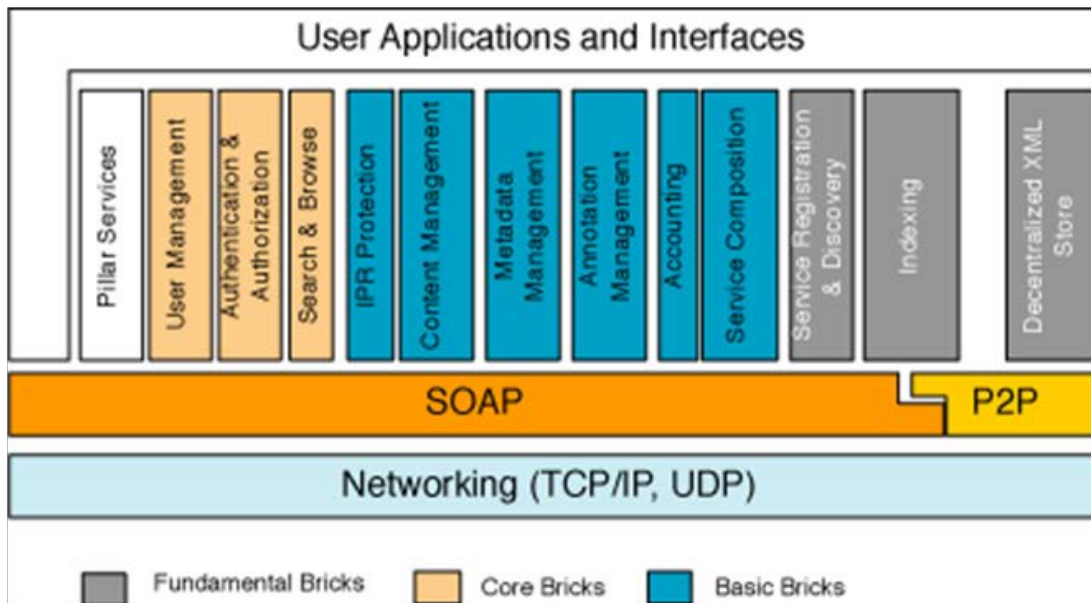 User Applications and Interfaces
Pillar Services
User Management
Authentication &
Authorization
Search & Browse
IPR Protection
Content Management
Metadata
Management
Annotation
Management
Accounting
Service Composition
Service Registration
& Discovery
Indexing
Decentralized XML
Store
SOAP
P2P
Networking (TCP/IP, UDP)
Fundamental Bricks
Core Bricks
Basic Bricks